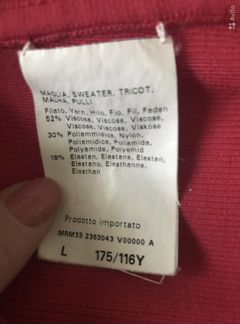 Avito
MAGLIA, SWEATER, TRICOT,
MALHA, PULLI
Filato, Yarn, Hilo, Fio, Fil, Faden
52% Viscosa, Viscose, Viscosa,
Viscose, Viscose, Viskose
30% Poliammidica, Nylon,
Poliamidica, Poliamida,
Polyamide, Polyamid
18% Elastan, Elastane, Elastan,
Elastano, Elasthanne,
Elasthan
Prodotto importato
MRM33 2363043 V00000 A
L 175/116Y